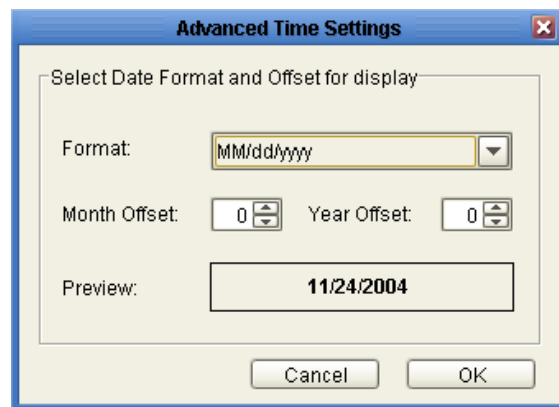 Advanced Time Settings
Select Date Format and Offset for display
Format: MM/dd/yyyy
Month Offset: 0 Year Offset: 0
Preview: 11/24/2004
Cancel OK